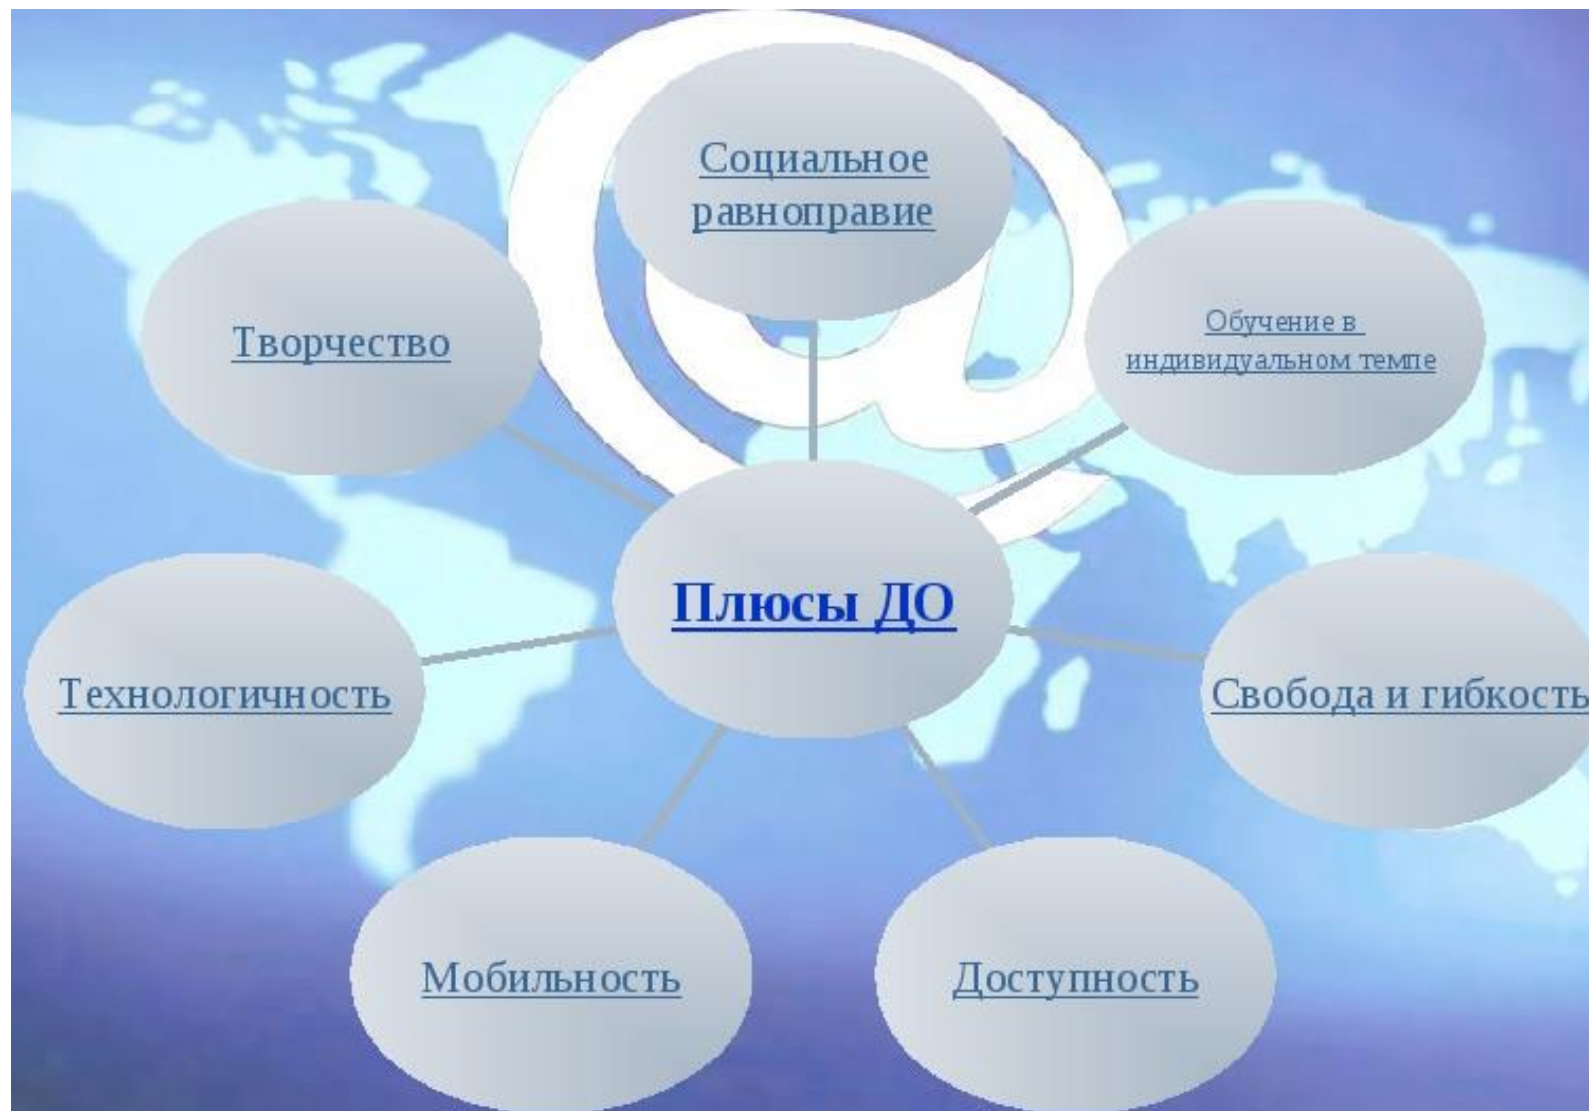 Социальное
равноправие
Творчество
Обучение в
индивидуальном темпе
Плюсы ДО
Технологичность
Свобода и гибкость
Мобильность
Доступность